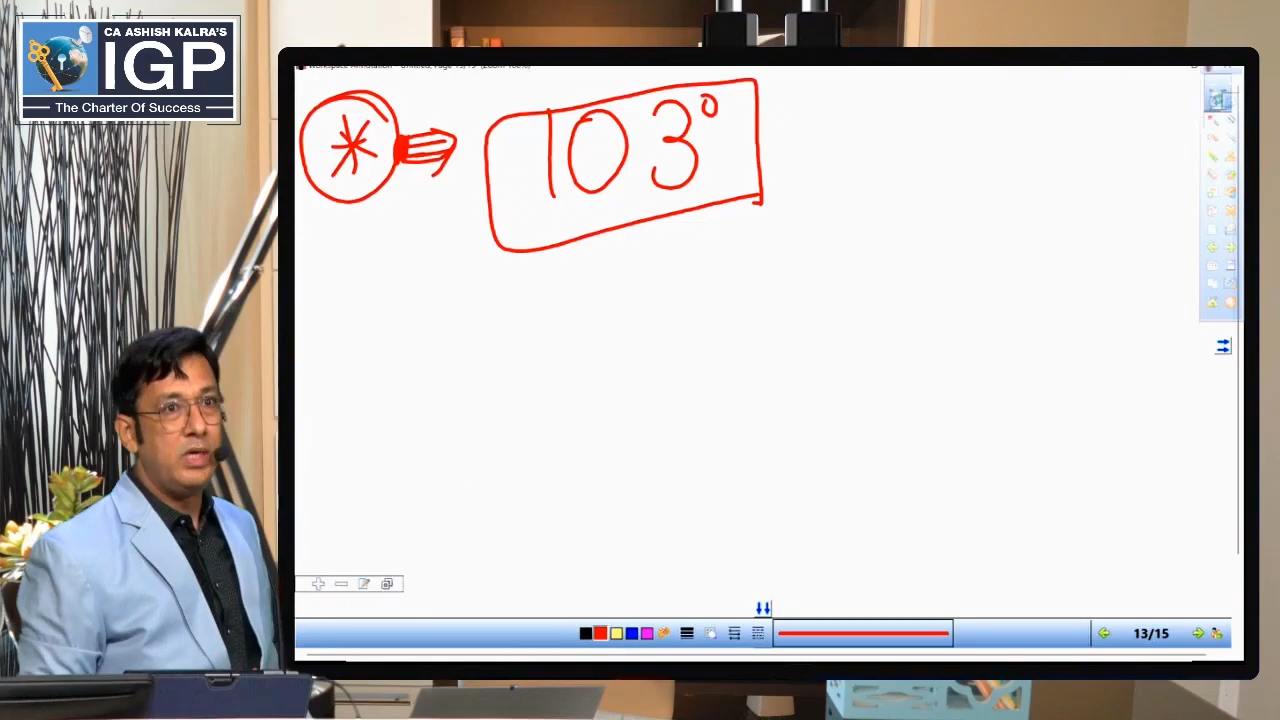 CA ASHISH KALRA'S
IGP
The Charter Of Success
* ⇒ 103°
13/15